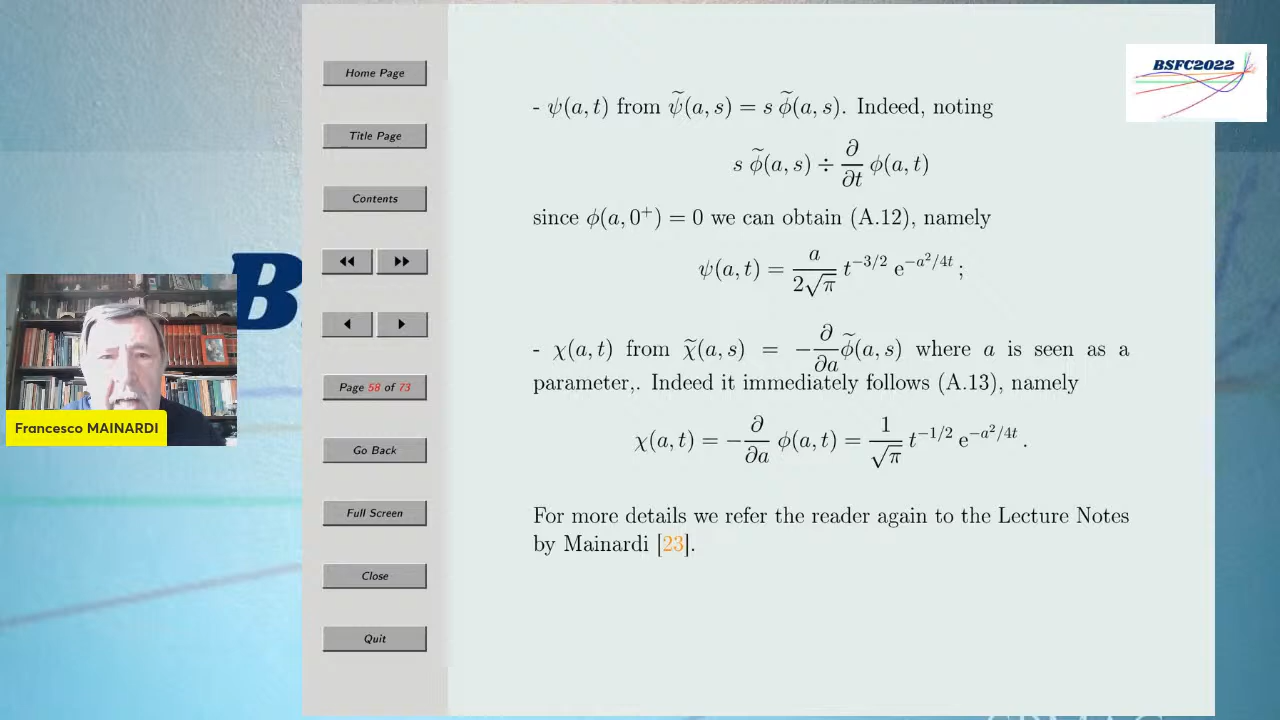 Home Page
Title Page
Contents
Page 58 of 73
Go Back
Full Screen
Close
Quit
BSFC2022
B
Francesco MAINARDI
- ψ(a, t) from ψ̃(a, s) = s φ̃(a, s). Indeed, noting
s φ̃(a, s) ÷ ∂/∂t φ(a, t)
since φ(a, 0⁺) = 0 we can obtain (A.12), namely
ψ(a, t) = a/(2√π) t^{−3/2} e^{−a²/4t} ;
- χ(a, t) from χ̃(a, s) = −∂/∂a φ̃(a, s) where a is seen as a
parameter,. Indeed it immediately follows (A.13), namely
χ(a, t) = −∂/∂a φ(a, t) = 1/√π t^{−1/2} e^{−a²/4t} .
For more details we refer the reader again to the Lecture Notes
by Mainardi [23].